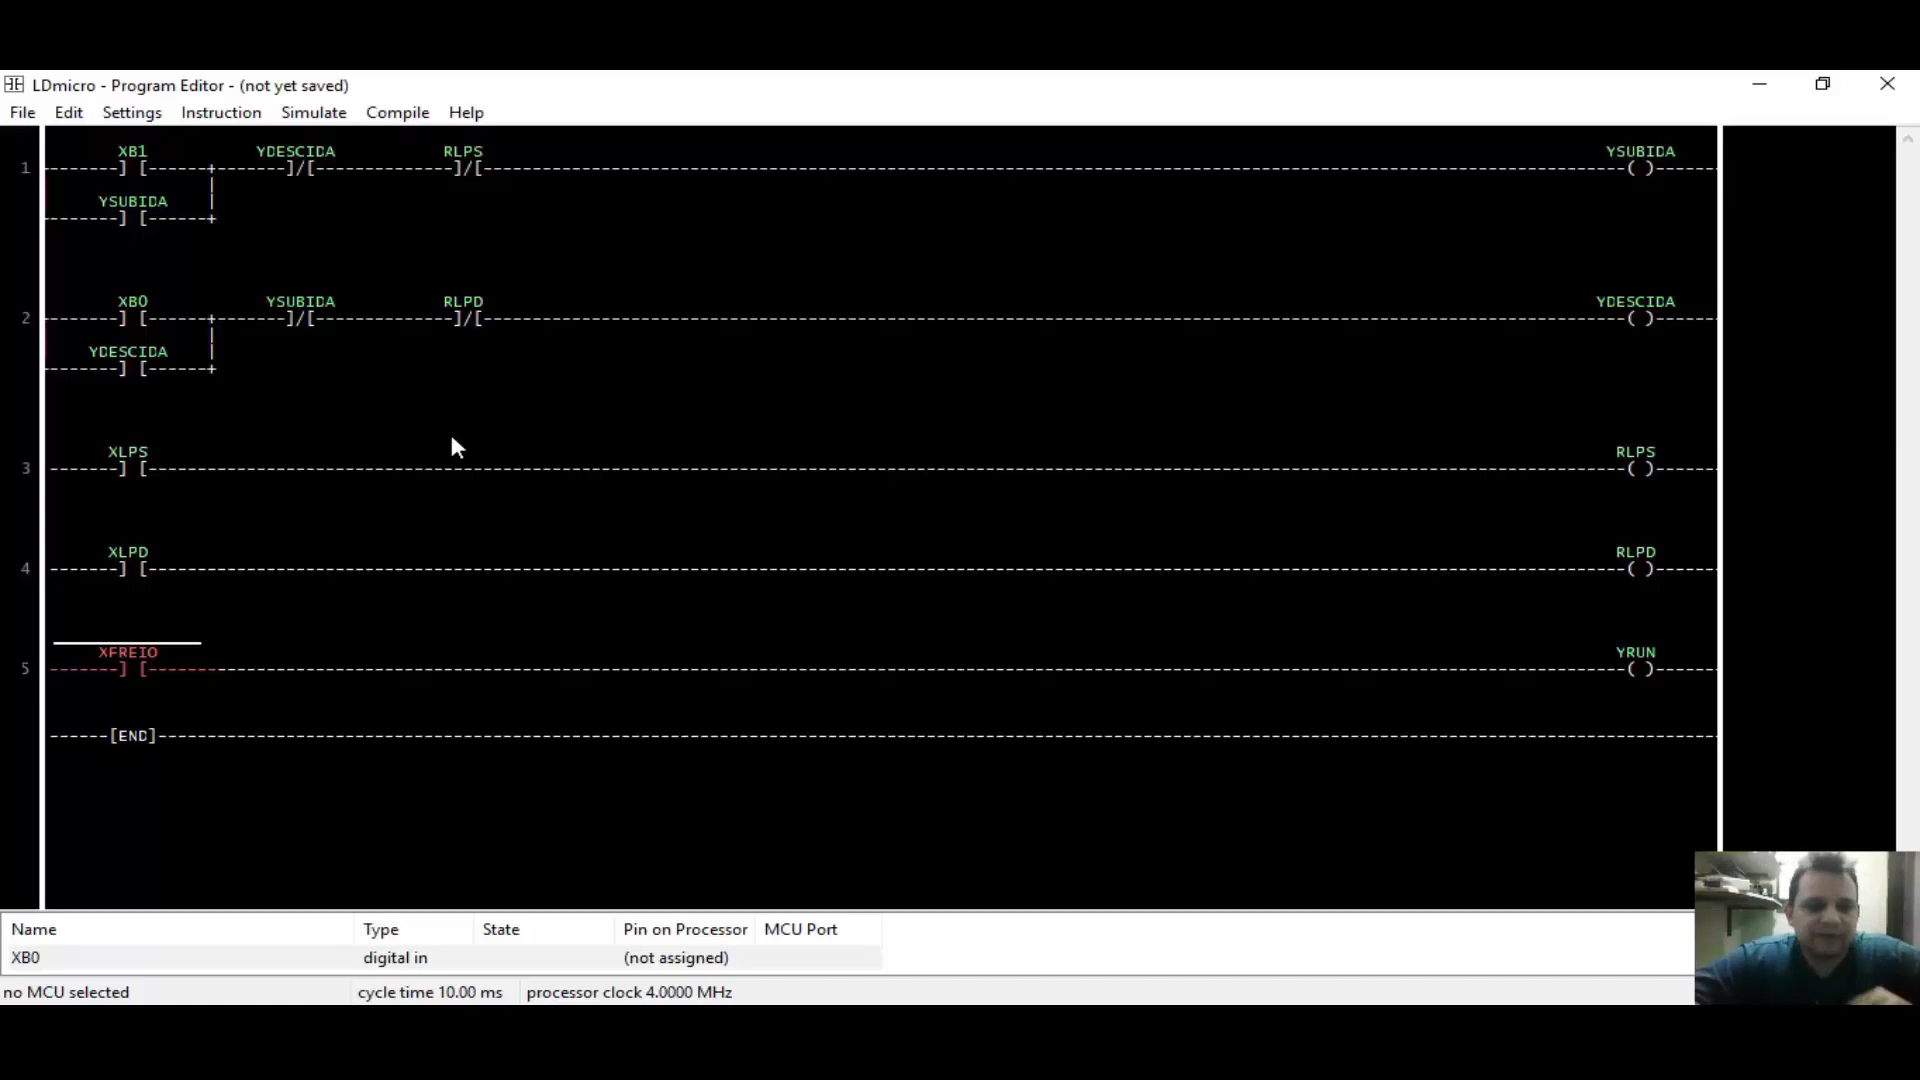 LDmicro - Program Editor - (not yet saved)
File Edit Settings Instruction Simulate Compile Help
XB1 YDESCIDA RLPS YSUBIDA
1 ] [ ]/[ ]/[ ( )
YSUBIDA
] [
XB0 YSUBIDA RLPD YDESCIDA
2 ] [ ]/[ ]/[ ( )
YDESCIDA
] [
XLPS RLPS
3 ] [ ( )
XLPD RLPD
4 ] [ ( )
XFREIO YRUN
5 ] [ ( )
[END]
Name Type State Pin on Processor MCU Port
XB0 digital in (not assigned)
no MCU selected cycle time 10.00 ms processor clock 4.0000 MHz